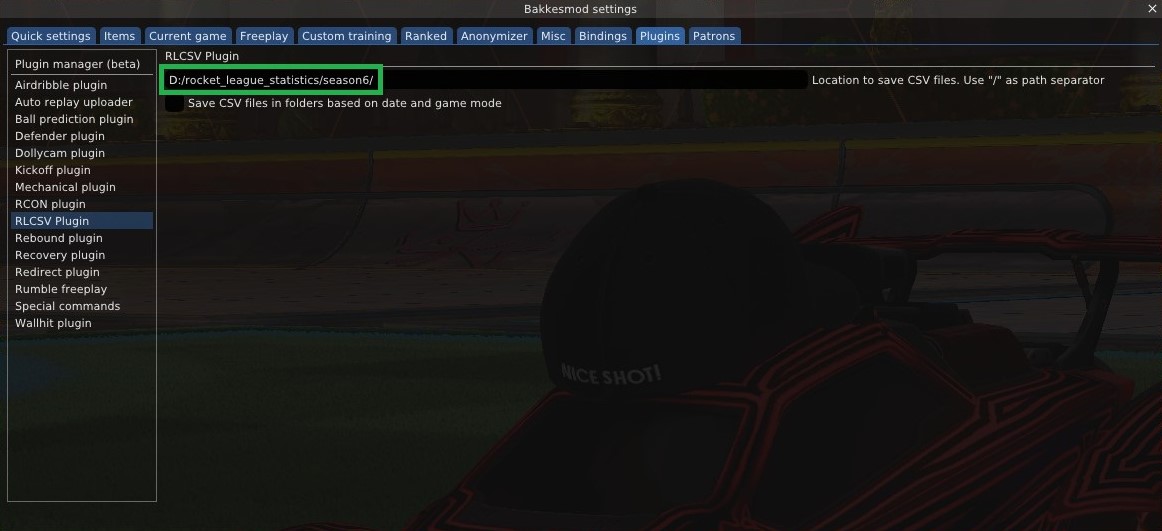 Bakkesmod settings
Quick settings Items Current game Freeplay Custom training Ranked Anonymizer Misc Bindings Plugins Patrons
Plugin manager (beta)
Airdribble plugin
Auto replay uploader
Ball prediction plugin
Defender plugin
Dollycam plugin
Kickoff plugin
Mechanical plugin
RCON plugin
RLCSV Plugin
Rebound plugin
Recovery plugin
Redirect plugin
Rumble freeplay
Special commands
Wallhit plugin
RLCSV Plugin
D:/rocket_league_statistics/season6/ Location to save CSV files. Use "/" as path separator
Save CSV files in folders based on date and game mode
NICE SHOT!